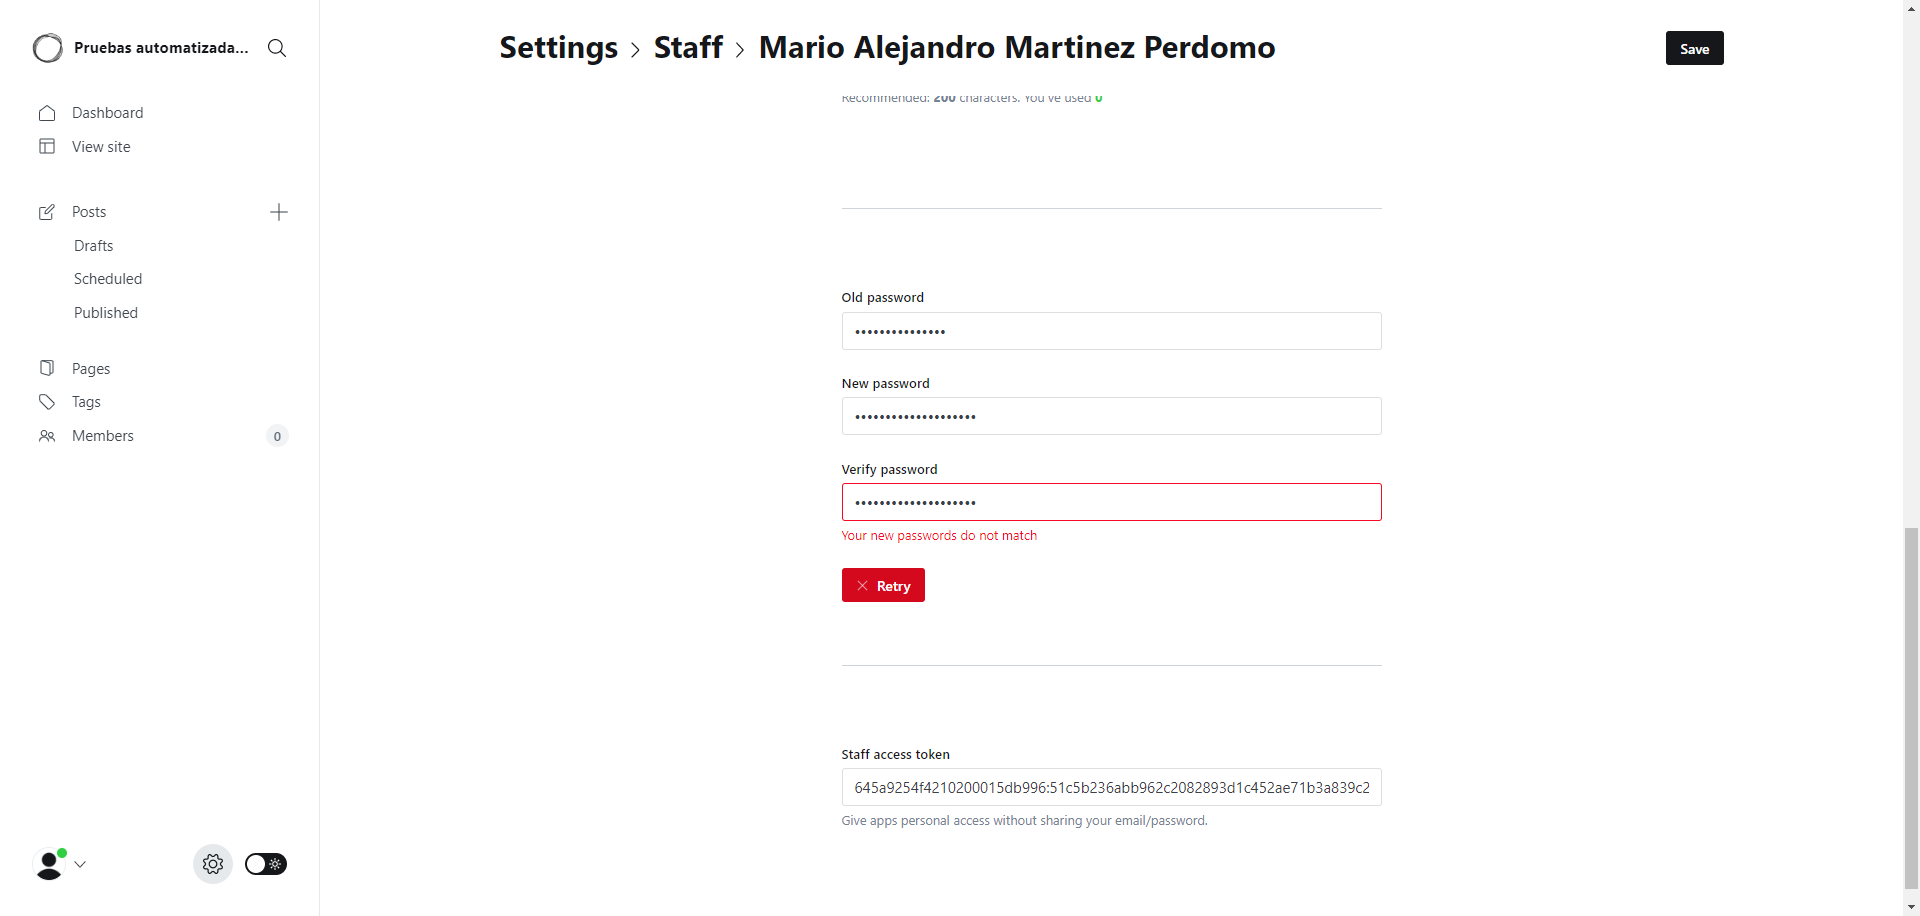 Pruebas automatizada...
Dashboard
View site
Posts
Drafts
Scheduled
Published
Pages
Tags
Members
0
Settings > Staff > Mario Alejandro Martinez Perdomo
Save
Recommended: 200 characters. You've used 0
Old password
•••••••••••••••
New password
••••••••••••••••••••
Verify password
••••••••••••••••••••
Your new passwords do not match
Retry
Staff access token
645a9254f4210200015db996:51c5b236abb962c2082893d1c452ae71b3a839c2
Give apps personal access without sharing your email/password.